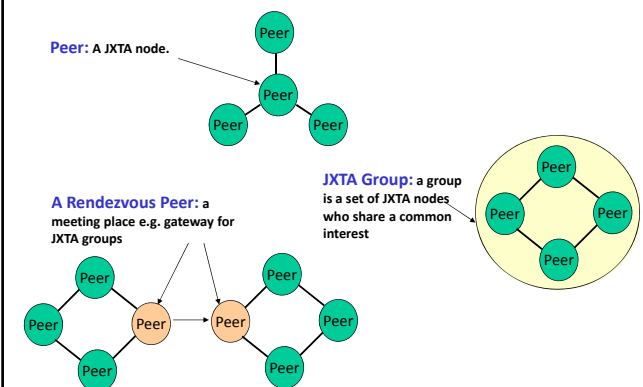 Peer
Peer: A JXTA node.
Peer
Peer
Peer
JXTA Group: a group
is a set of JXTA nodes
who share a common
interest
Peer
Peer
Peer
Peer
A Rendezvous Peer: a
meeting place e.g. gateway for
JXTA groups
Peer
Peer
Peer
Peer
Peer
Peer
Peer
Peer